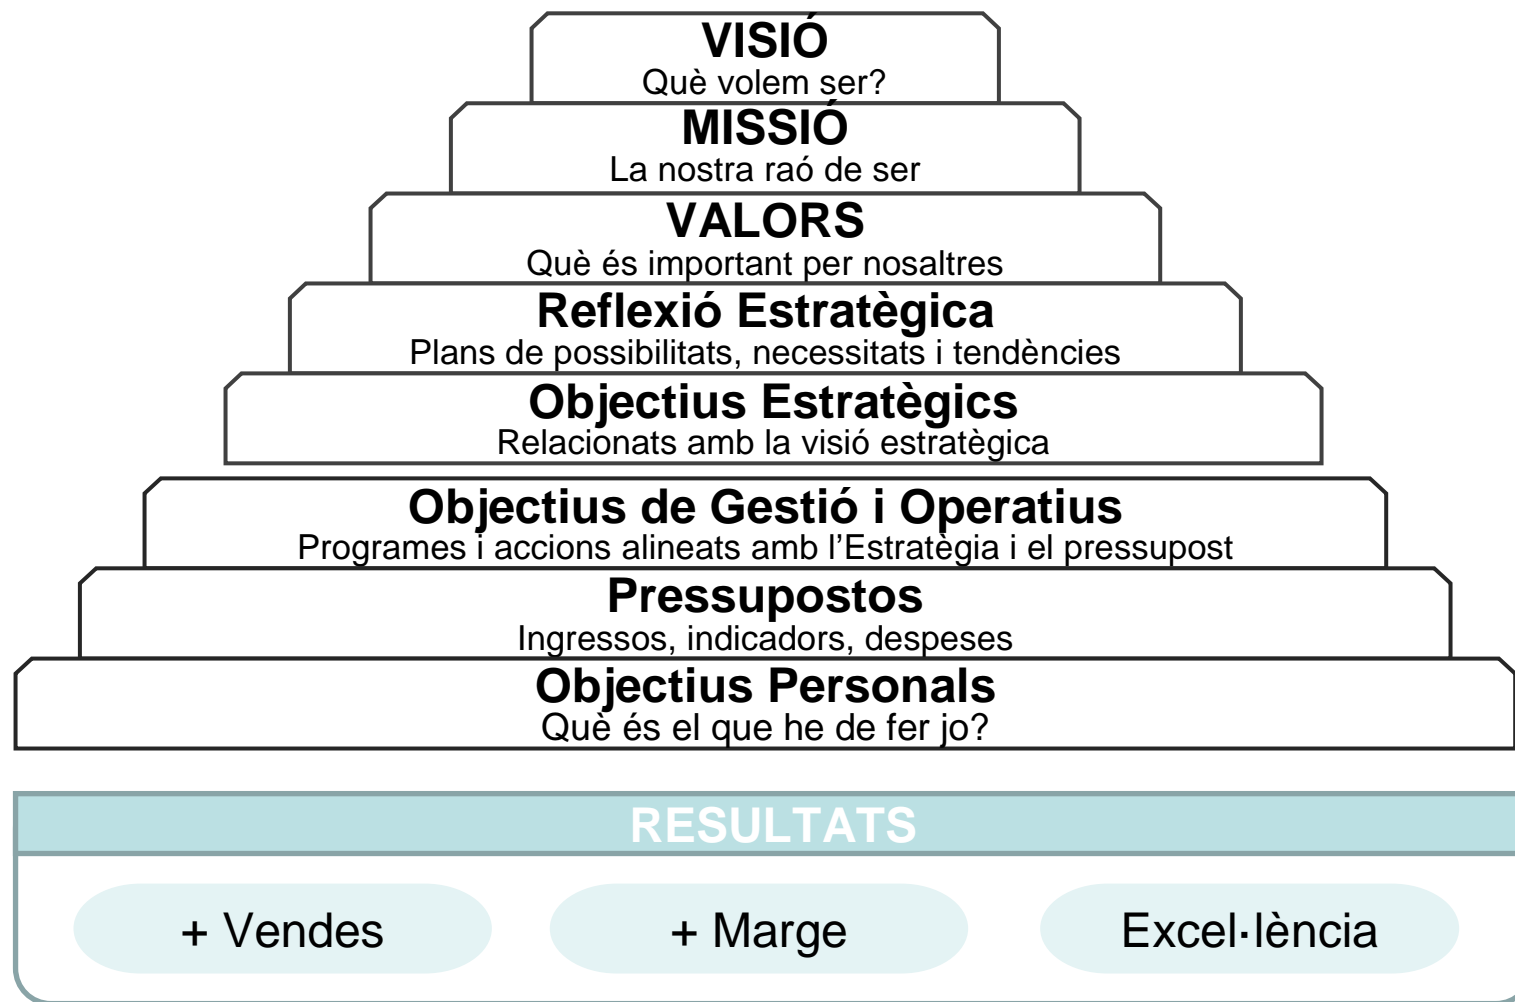 VISIÓ
Què volem ser?
MISSIÓ
La nostra raó de ser
VALORS
Què és important per nosaltres
Reflexió Estratègica
Plans de possibilitats, necessitats i tendències
Objectius Estratègics
Relacionats amb la visió estratègica
Objectius de Gestió i Operatius
Programes i accions alineats amb l’Estratègia i el pressupost
Pressupostos
Ingressos, indicadors, despeses
Objectius Personals
Què és el que he de fer jo?
RESULTATS
+ Vendes
+ Marge
Excel·lència